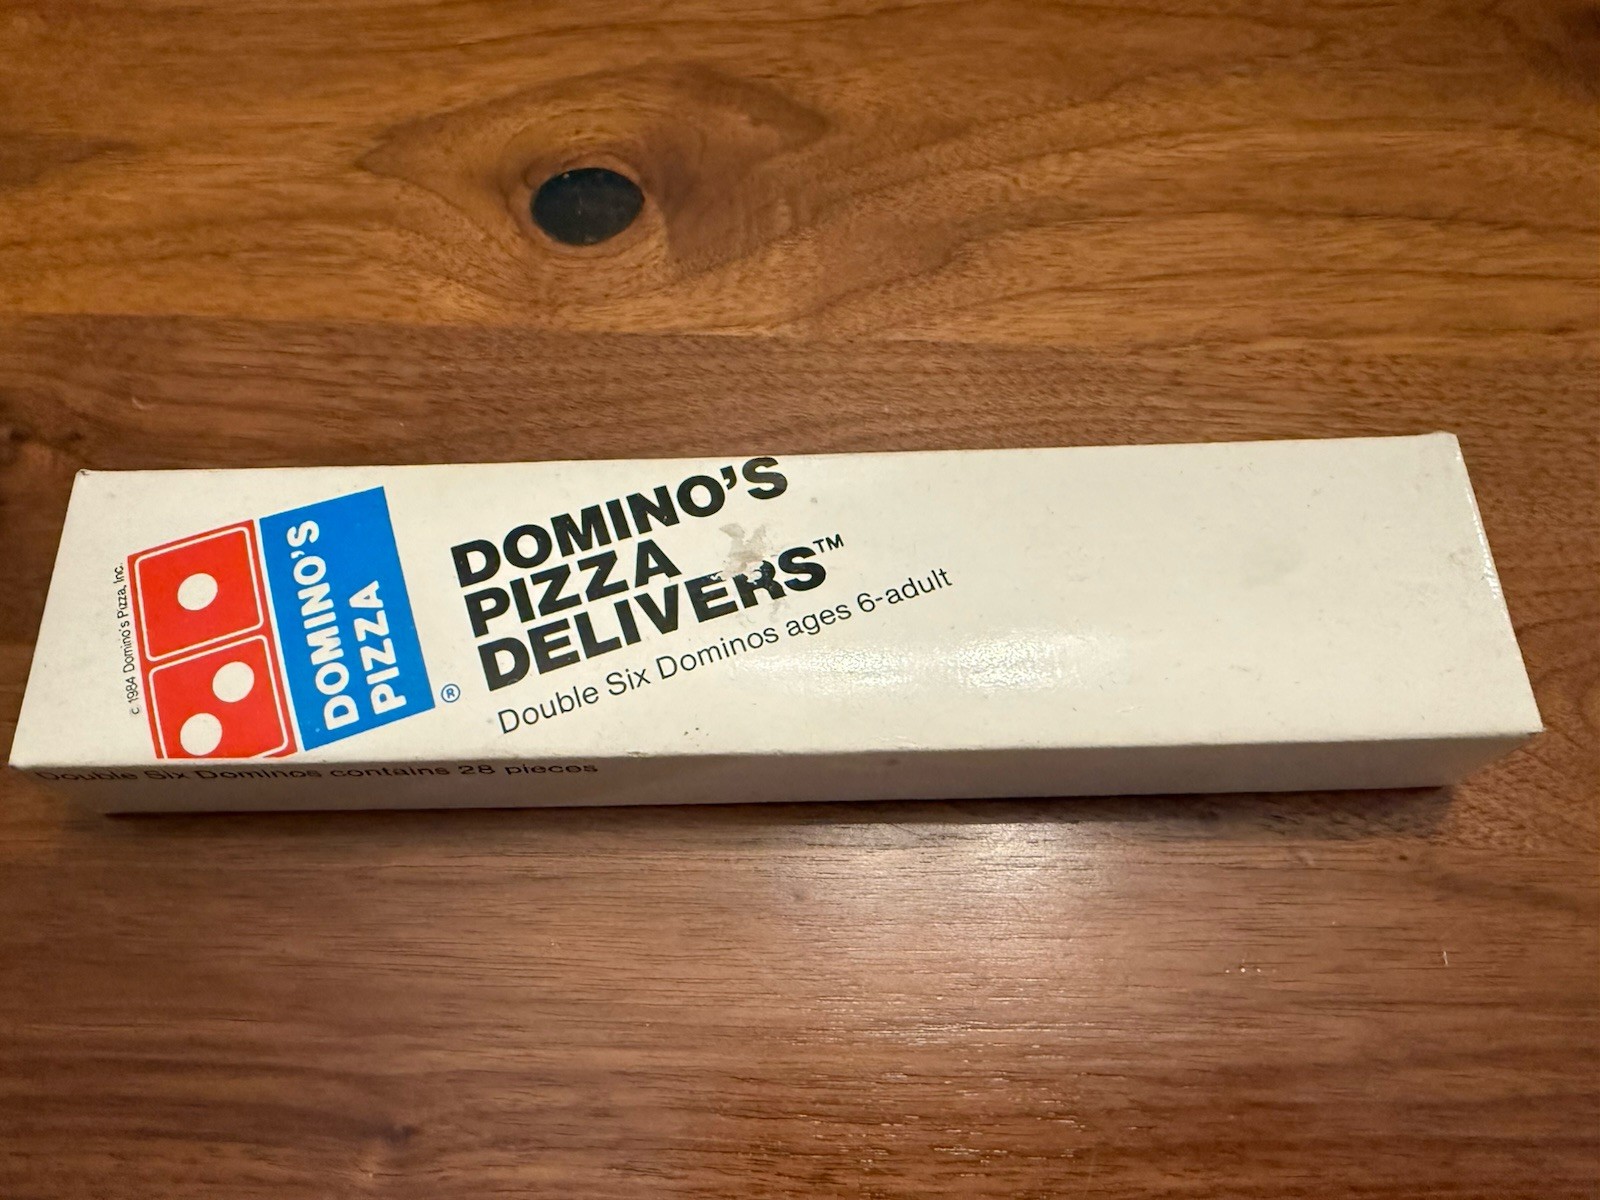 c 1984 Domino's Pizza, Inc.
DOMINO'S
PIZZA
®
DOMINO'S
PIZZA
DELIVERS™
Double Six Dominos ages 6-adult
Double Six Dominos contains 28 pieces